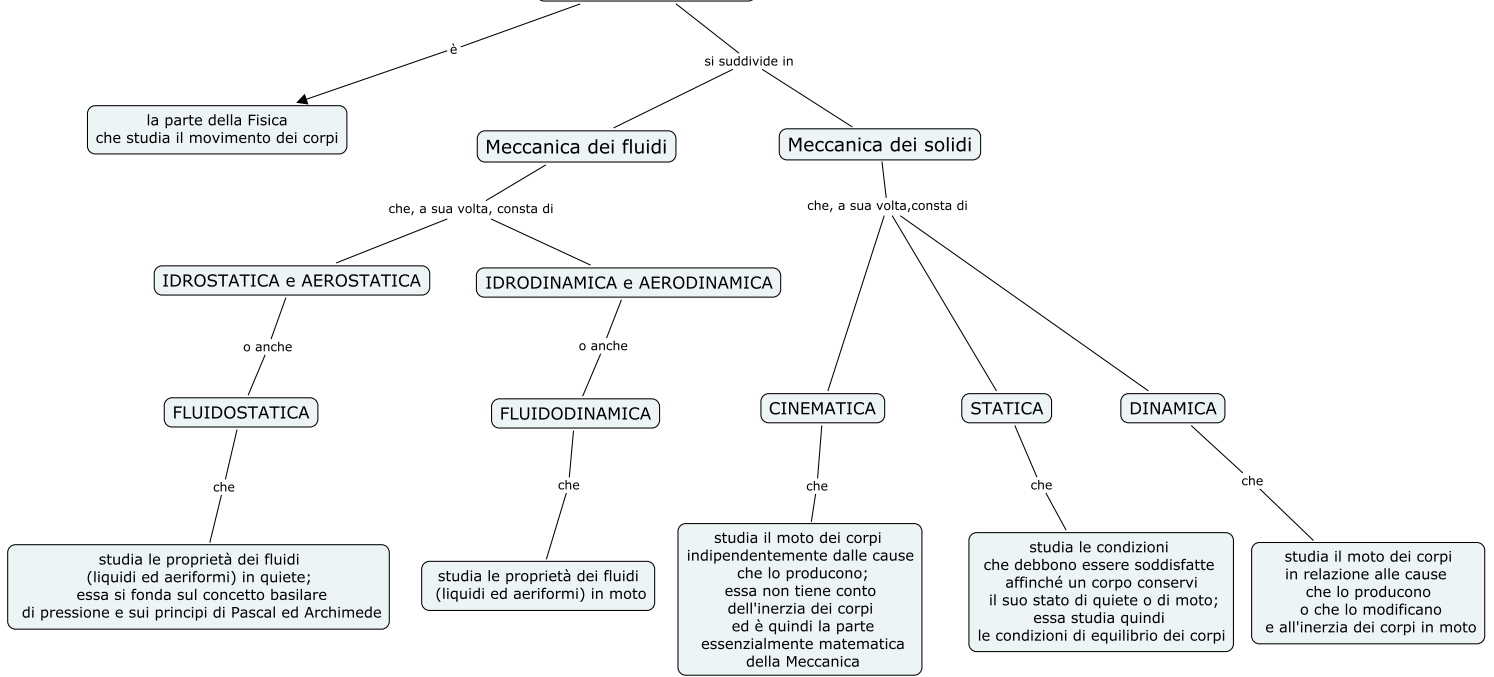 è
si suddivide in
la parte della Fisica
che studia il movimento dei corpi
Meccanica dei fluidi
Meccanica dei solidi
che, a sua volta, consta di
che, a sua volta,consta di
IDROSTATICA e AEROSTATICA
IDRODINAMICA e AERODINAMICA
o anche
o anche
FLUIDOSTATICA
FLUIDODINAMICA
CINEMATICA
STATICA
DINAMICA
che
che
che
che
che
studia le proprietà dei fluidi
(liquidi ed aeriformi) in quiete;
essa si fonda sul concetto basilare
di pressione e sui principi di Pascal ed Archimede
studia le proprietà dei fluidi
(liquidi ed aeriformi) in moto
studia il moto dei corpi
indipendentemente dalle cause
che lo producono;
essa non tiene conto
dell'inerzia dei corpi
ed è quindi la parte
essenzialmente matematica
della Meccanica
studia le condizioni
che debbono essere soddisfatte
affinché un corpo conservi
il suo stato di quiete o di moto;
essa studia quindi
le condizioni di equilibrio dei corpi
studia il moto dei corpi
in relazione alle cause
che lo producono
o che lo modificano
e all'inerzia dei corpi in moto